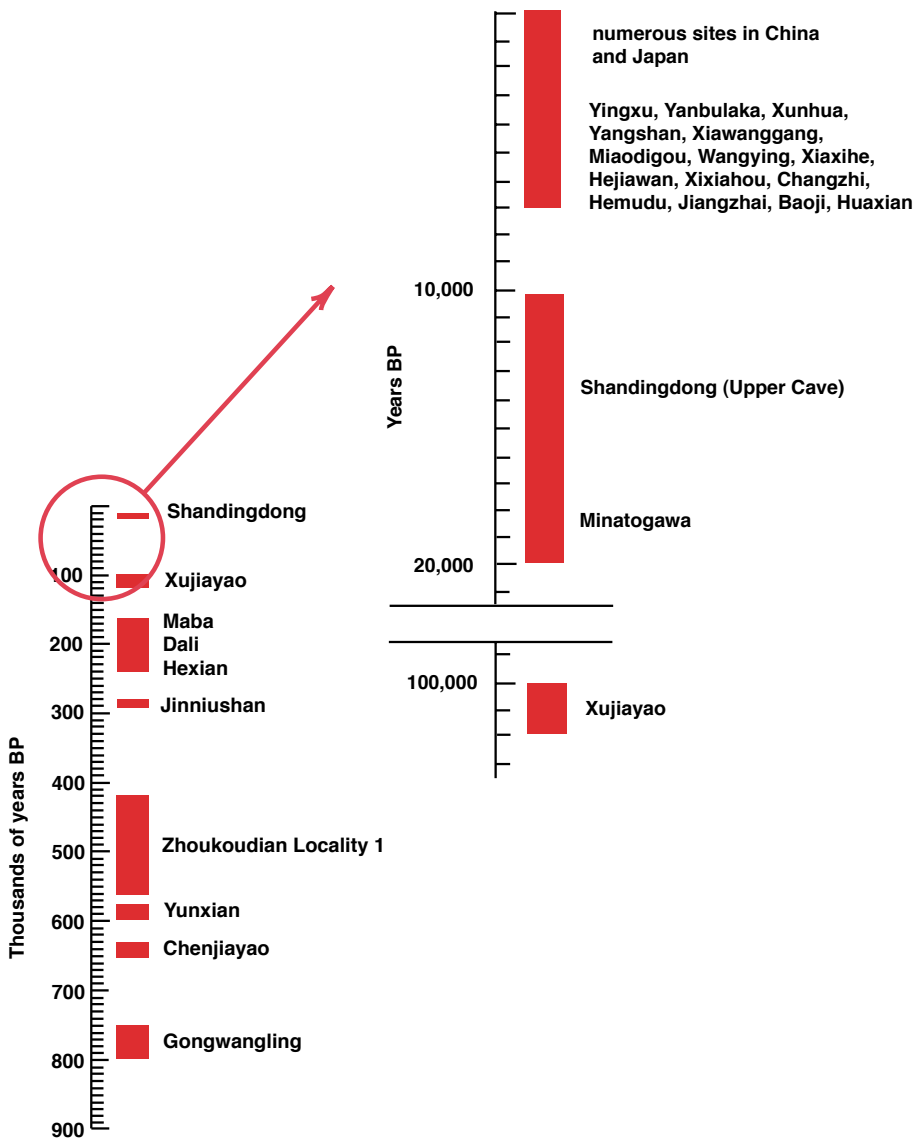 numerous sites in China
and Japan
Yingxu, Yanbulaka, Xunhua,
Yangshan, Xiawanggang,
Miaodigou, Wangying, Xiaxihe,
Hejiawan, Xixiahou, Changzhi,
Hemudu, Jiangzhai, Baoji, Huaxian
10,000
Years BP
Shandingdong (Upper Cave)
Minatogawa
20,000
100,000
Xujiayao
Shandingdong
100
Xujiayao
Maba
200
Dali
Hexian
Jinniushan
300
Thousands of years BP
400
Zhoukoudian Locality 1
500
Yunxian
600
Chenjiayao
700
Gongwangling
800
900